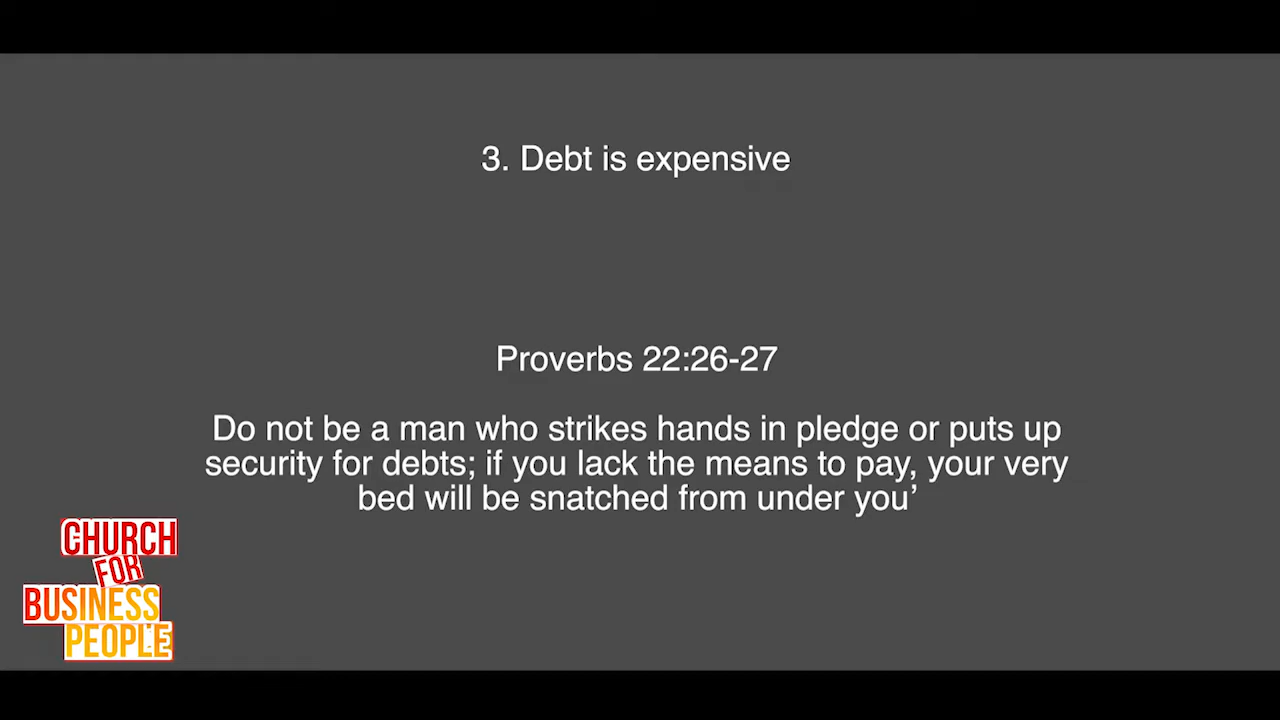 3. Debt is expensive
Proverbs 22:26-27
Do not be a man who strikes hands in pledge or puts up
security for debts; if you lack the means to pay, your very
bed will be snatched from under you’
CHURCH
FOR
BUSINESS
PEOPLE